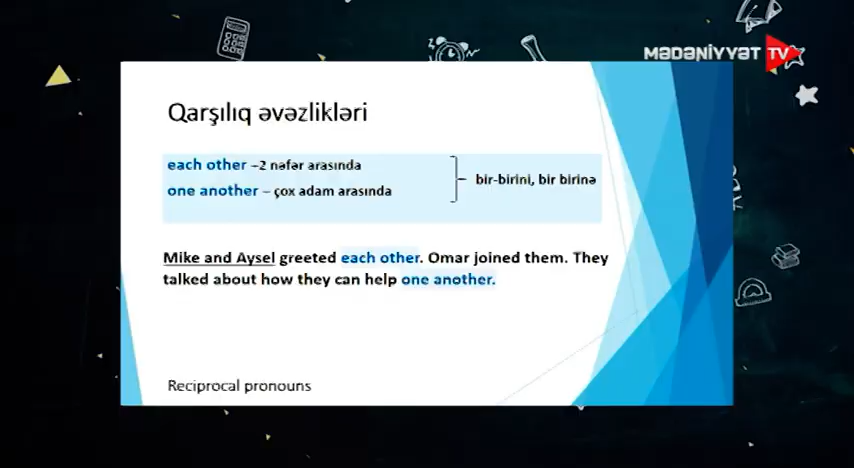 MƏDƏNİYYƏT TV
Qarşılıq əvəzlikləri
each other –2 nəfər arasında
one another – çox adam arasında
bir-birini, bir birinə
Mike and Aysel greeted each other. Omar joined them. They
talked about how they can help one another.
Reciprocal pronouns